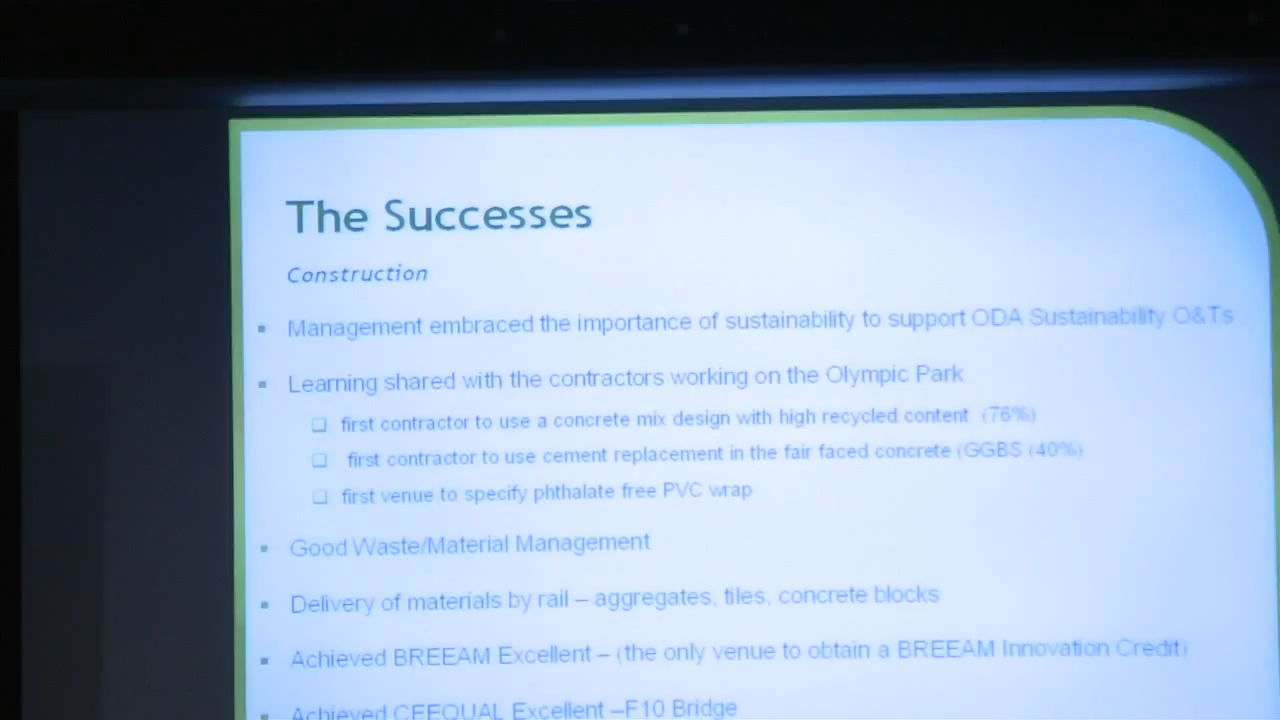 The Successes
Construction
▪ Management embraced the importance of sustainability to support ODA Sustainability O&Ts
▪ Learning shared with the contractors working on the Olympic Park
❑ first contractor to use a concrete mix design with high recycled content (76%)
❑ first contractor to use cement replacement in the fair faced concrete (GGBS (40%)
❑ first venue to specify phthalate free PVC wrap
▪ Good Waste/Material Management
▪ Delivery of materials by rail – aggregates, tiles, concrete blocks
▪ Achieved BREEAM Excellent – (the only venue to obtain a BREEAM Innovation Credit)
▪ Achieved CEEQUAL Excellent –F10 Bridge